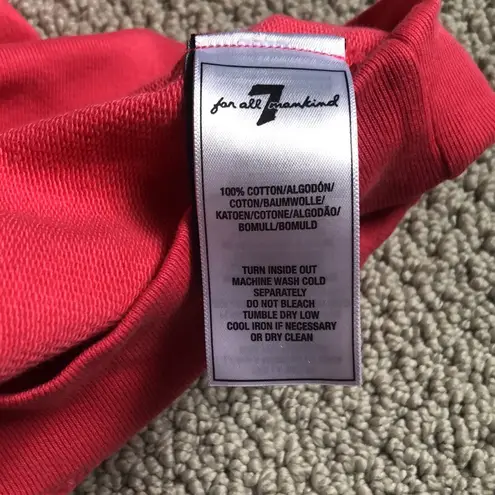 7
for all mankind
100% COTTON/ALGODÓN/
COTON/BAUMWOLLE/
KATOEN/COTONE/ALGODÃO/
BOMULL/BOMULD
TURN INSIDE OUT
MACHINE WASH COLD
SEPARATELY
DO NOT BLEACH
TUMBLE DRY LOW
COOL IRON IF NECESSARY
OR DRY CLEAN